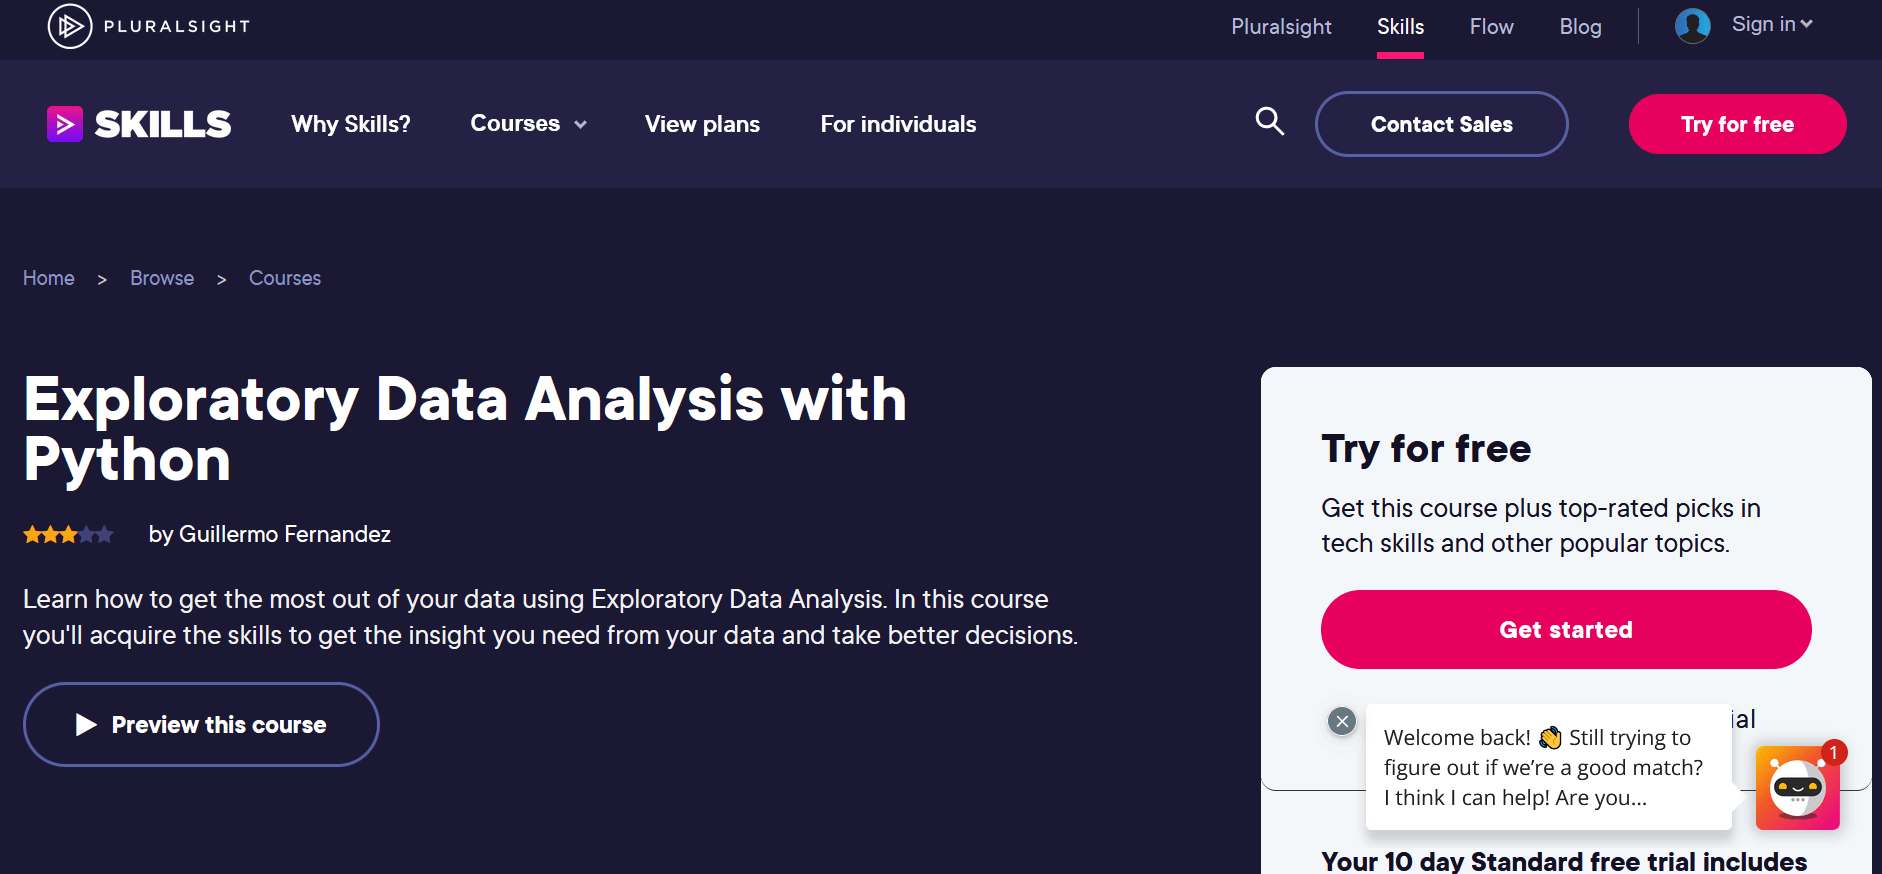 PLURALSIGHT
Pluralsight Skills Flow Blog Sign in
SKILLS Why Skills? Courses View plans For individuals Contact Sales Try for free
Home > Browse > Courses
Exploratory Data Analysis with
Python
by Guillermo Fernandez
Learn how to get the most out of your data using Exploratory Data Analysis. In this course
you'll acquire the skills to get the insight you need from your data and take better decisions.
Preview this course
Try for free
Get this course plus top-rated picks in
tech skills and other popular topics.
Get started
Welcome back! 👋 Still trying to
figure out if we’re a good match?
I think I can help! Are you...
1
Your 10 day Standard free trial includes